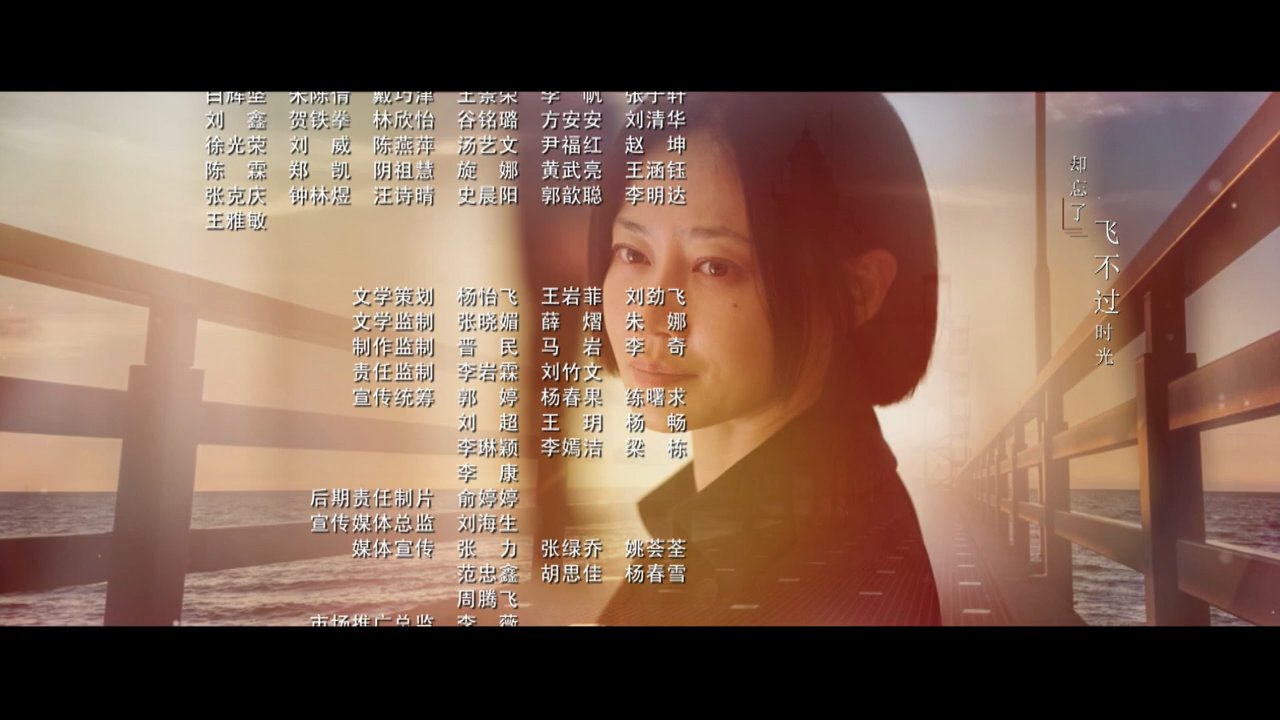 刘　鑫　贺铁拳　林欣怡　谷铭璐　方安安　刘清华
徐光荣　刘　威　陈燕萍　汤艺文　尹福红　赵　坤
陈　霖　郑　凯　阴祖慧　旋　娜　黄武亮　王涵钰
张克庆　钟林煜　汪诗晴　史晨阳　郭歆聪　李明达
王雅敏
文学策划　杨怡飞　王岩菲　刘劲飞
文学监制　张晓媚　薛　熠　朱　娜
制作监制　晋　民　马　岩　李　奇
责任监制　李岩霖　刘竹文
宣传统筹　郭　婷　杨春果　练曙求
刘　超　王　玥　杨　畅
李琳颖　李嫣洁　梁　栋
李　康
后期责任制片　俞婷婷
宣传媒体总监　刘海生
媒体宣传　张　力　张绿乔　姚荟荃
范忠鑫　胡思佳　杨春雪
周腾飞
市场推广总监　李　薇
却忘了
飞不过时光